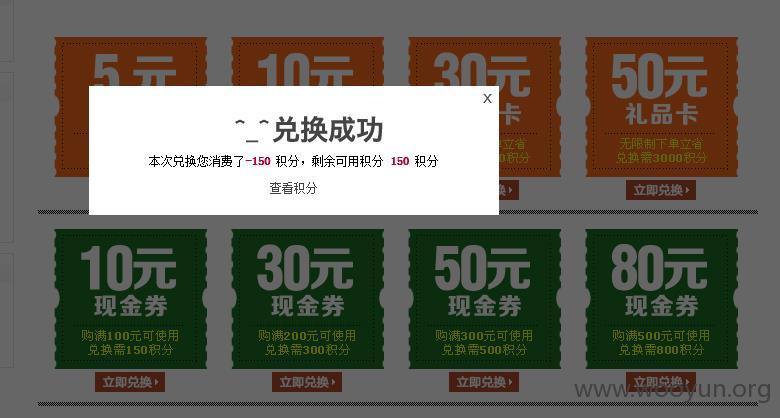 5 元
10元
30元
50元
卡
礼品卡
单立省
积分
无限制下单立省
兑换需3000积分
换
立即兑换
X
^_^兑换成功
本次兑换您消费了-150 积分，剩余可用积分 150 积分
查看积分
10元
现金券
购满100元可使用
兑换需150积分
立即兑换
30元
现金券
购满200元可使用
兑换需300积分
立即兑换
50元
现金券
购满300元可使用
兑换需500积分
立即兑换
80元
现金券
购满500元可使用
兑换需800积分
立即兑换
www.wooyun.org